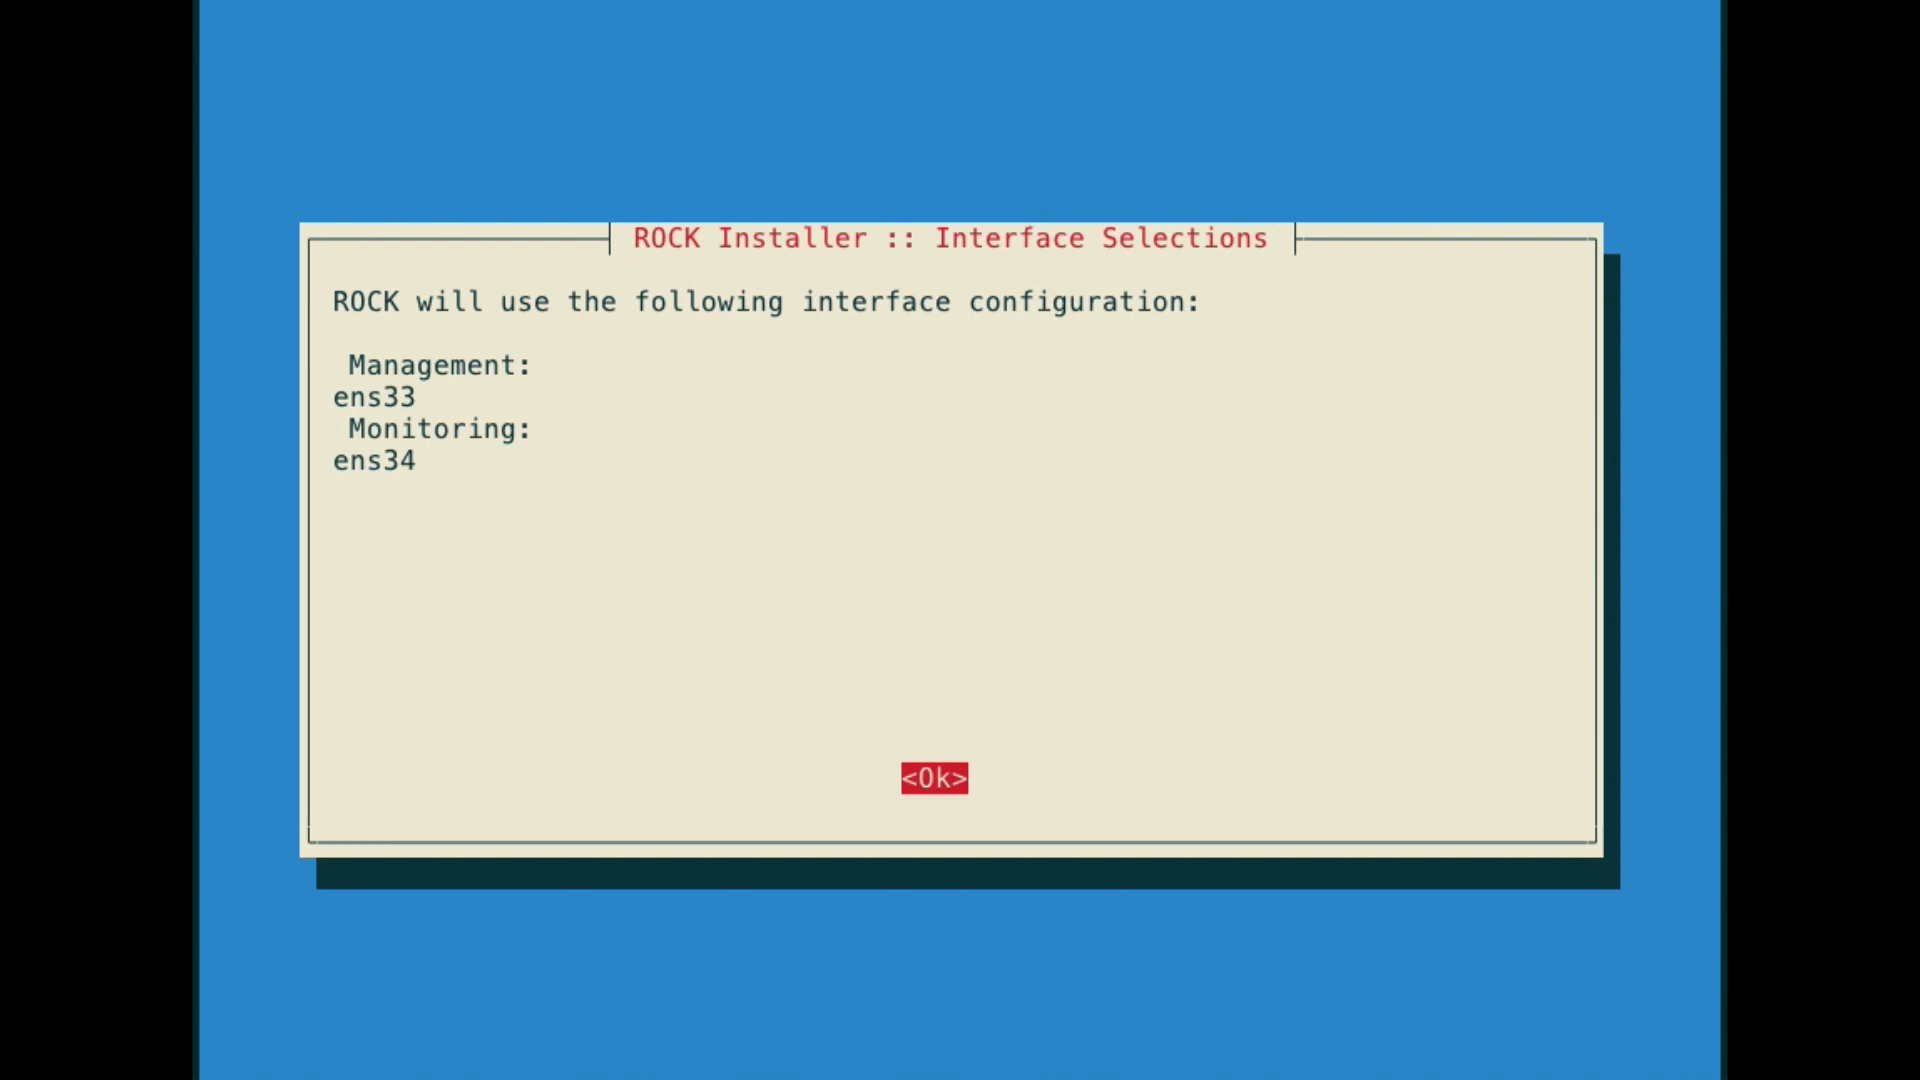 ROCK Installer :: Interface Selections
ROCK will use the following interface configuration:
Management:
ens33
Monitoring:
ens34
<Ok>